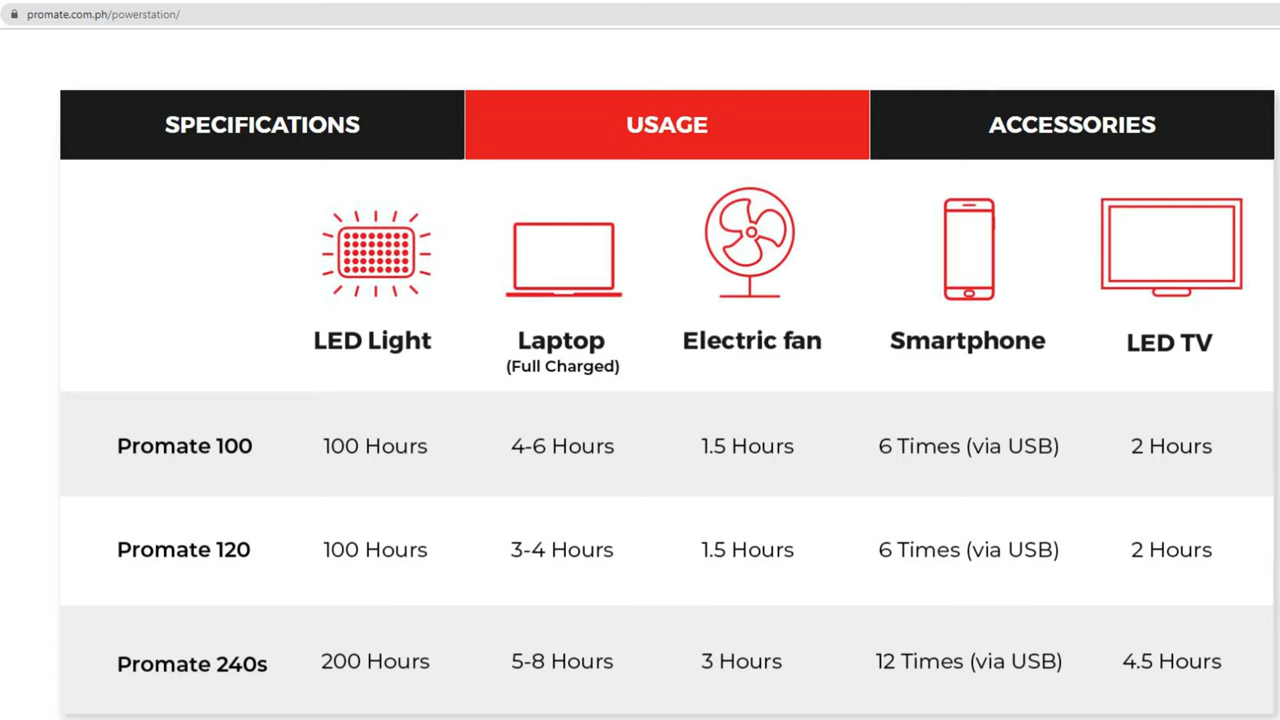 promate.com.ph/powerstation/
SPECIFICATIONS USAGE ACCESSORIES
LED Light Laptop Electric fan Smartphone LED TV
(Full Charged)
Promate 100 100 Hours 4-6 Hours 1.5 Hours 6 Times (via USB) 2 Hours
Promate 120 100 Hours 3-4 Hours 1.5 Hours 6 Times (via USB) 2 Hours
Promate 240s 200 Hours 5-8 Hours 3 Hours 12 Times (via USB) 4.5 Hours